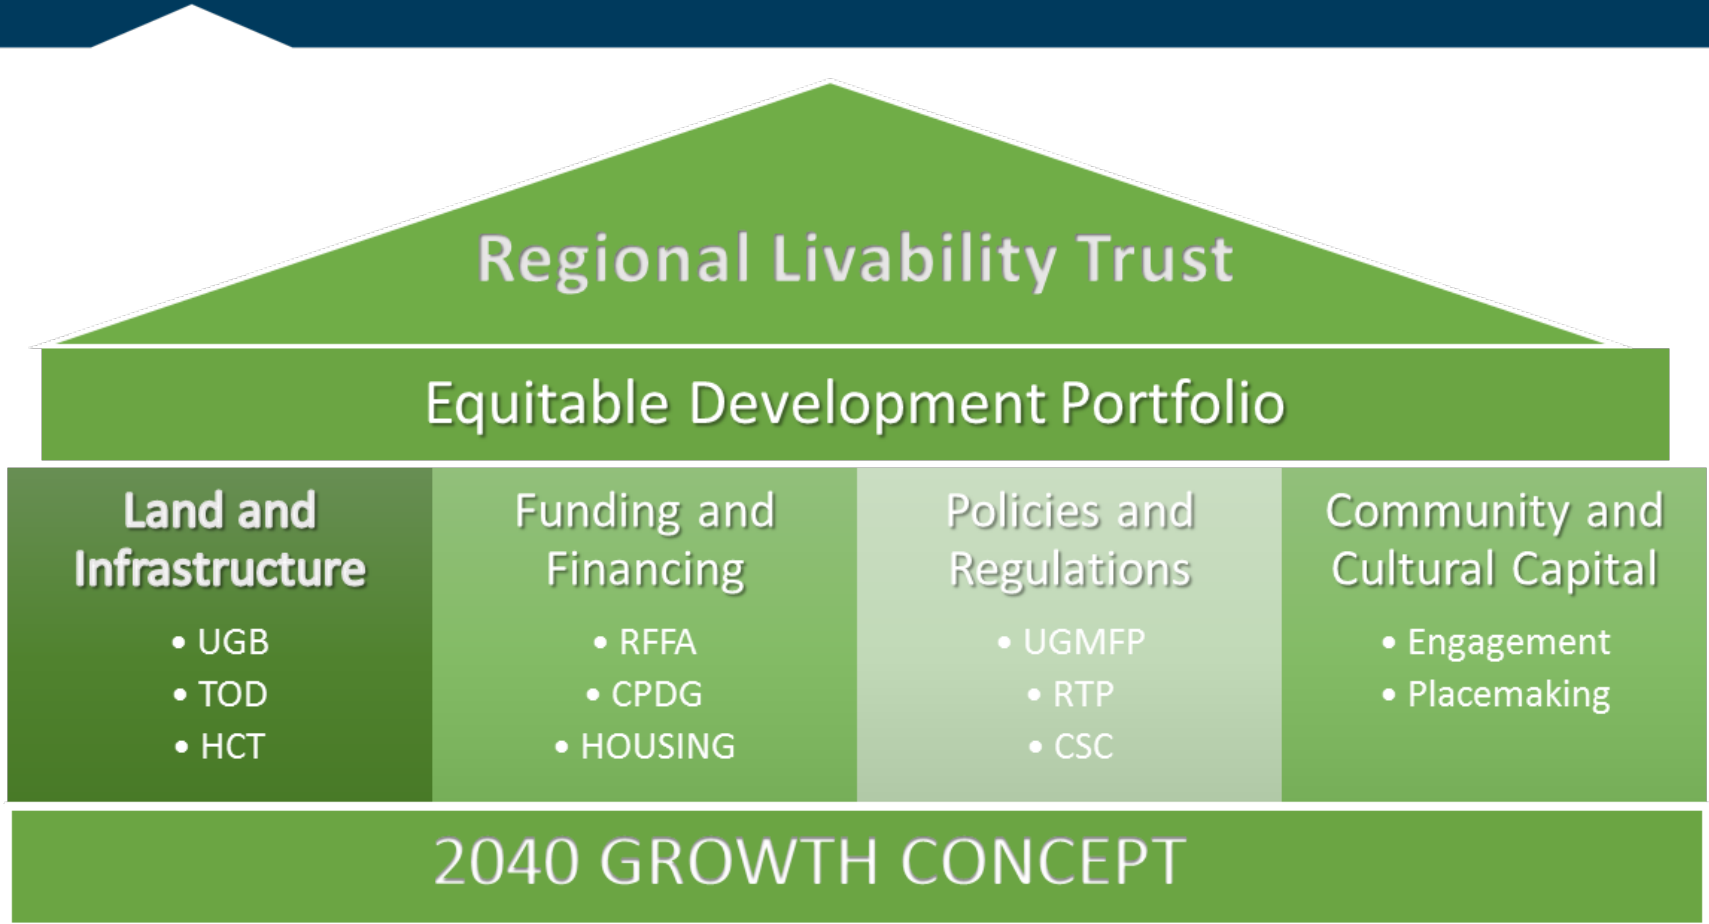 Regional Livability Trust
Equitable Development Portfolio
Land and
Infrastructure
• UGB
• TOD
• HCT
Funding and
Financing
• RFFA
• CPDG
• HOUSING
Policies and
Regulations
• UGMFP
• RTP
• CSC
Community and
Cultural Capital
• Engagement
• Placemaking
2040 GROWTH CONCEPT